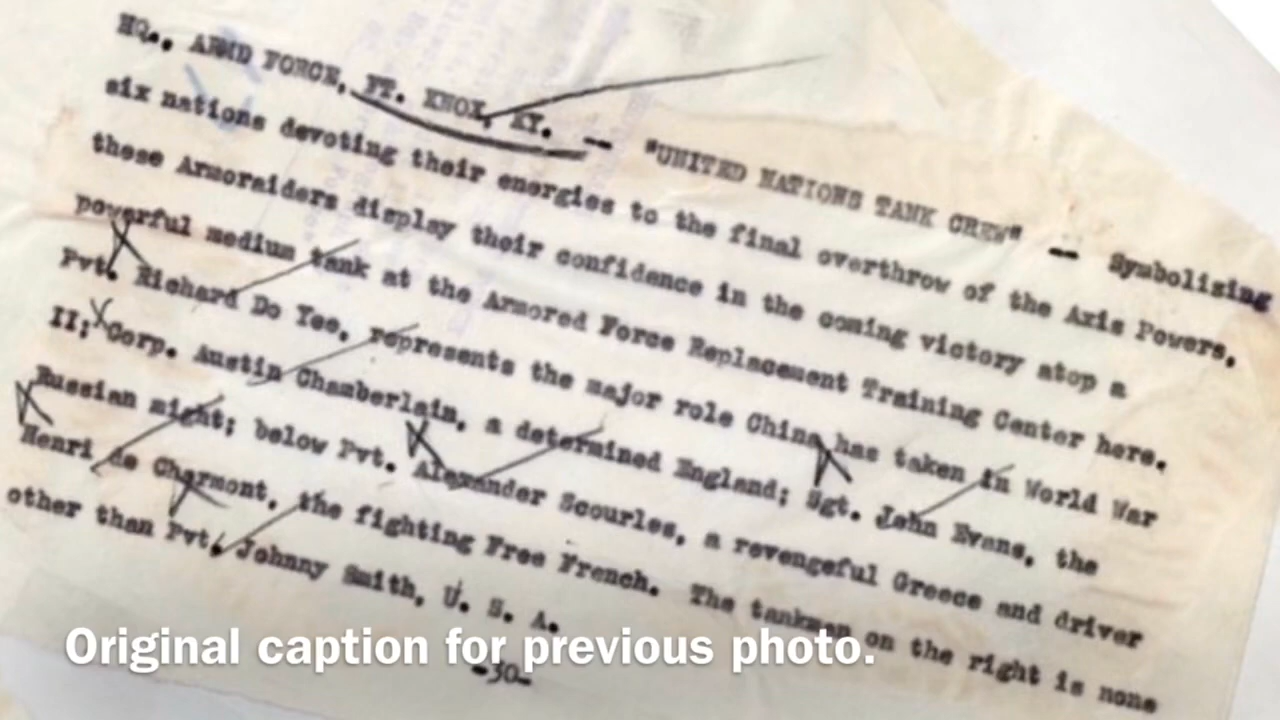 HQ., ARMD FORCE, FT. KNOX, KY. -- "UNITED NATIONS TANK CREW" -- Symbolizing
six nations devoting their energies to the final overthrow of the Axis Powers,
these Armoraiders display their confidence in the coming victory atop a
powerful medium tank at the Armored Force Replacement Training Center here.
Pvt. Richard Do Yee, represents the major role China has taken in World War
II; Corp. Austin Chamberlain, a determined England; Sgt. John Evans, the
Russian might; below Pvt. Alexander Scourles, a revengeful Greece and driver
Henri de Charmont, the fighting Free French. The tankman on the right is none
other than Pvt. Johnny Smith, U. S. A.
-30-
Original caption for previous photo.